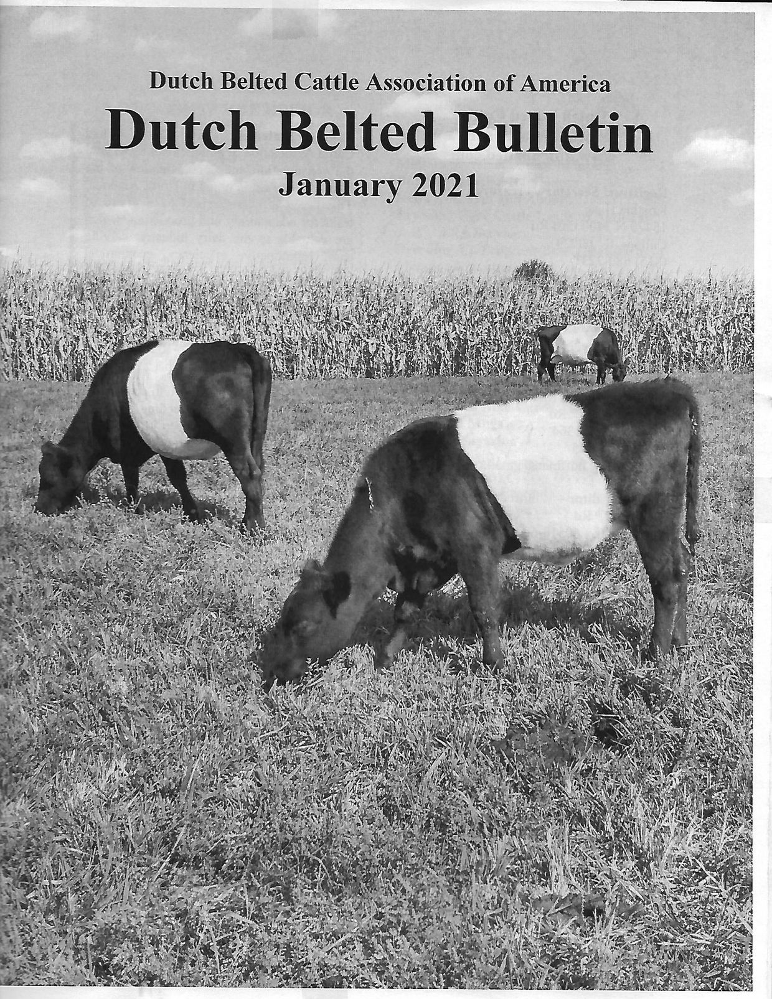 Dutch Belted Cattle Association of America
Dutch Belted Bulletin
January 2021